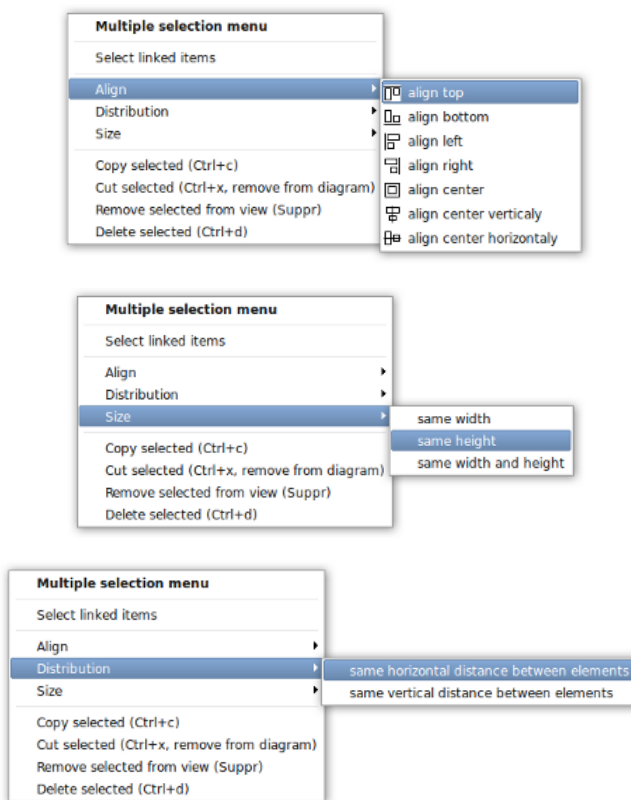 Multiple selection menu
Select linked items
Align
Distribution
Size
Copy selected (Ctrl+c)
Cut selected (Ctrl+x, remove from diagram)
Remove selected from view (Suppr)
Delete selected (Ctrl+d)
align top
align bottom
align left
align right
align center
align center verticaly
align center horizontaly
Multiple selection menu
Select linked items
Align
Distribution
Size
Copy selected (Ctrl+c)
Cut selected (Ctrl+x, remove from diagram)
Remove selected from view (Suppr)
Delete selected (Ctrl+d)
same width
same height
same width and height
Multiple selection menu
Select linked items
Align
Distribution
Size
Copy selected (Ctrl+c)
Cut selected (Ctrl+x, remove from diagram)
Remove selected from view (Suppr)
Delete selected (Ctrl+d)
same horizontal distance between elements
same vertical distance between elements